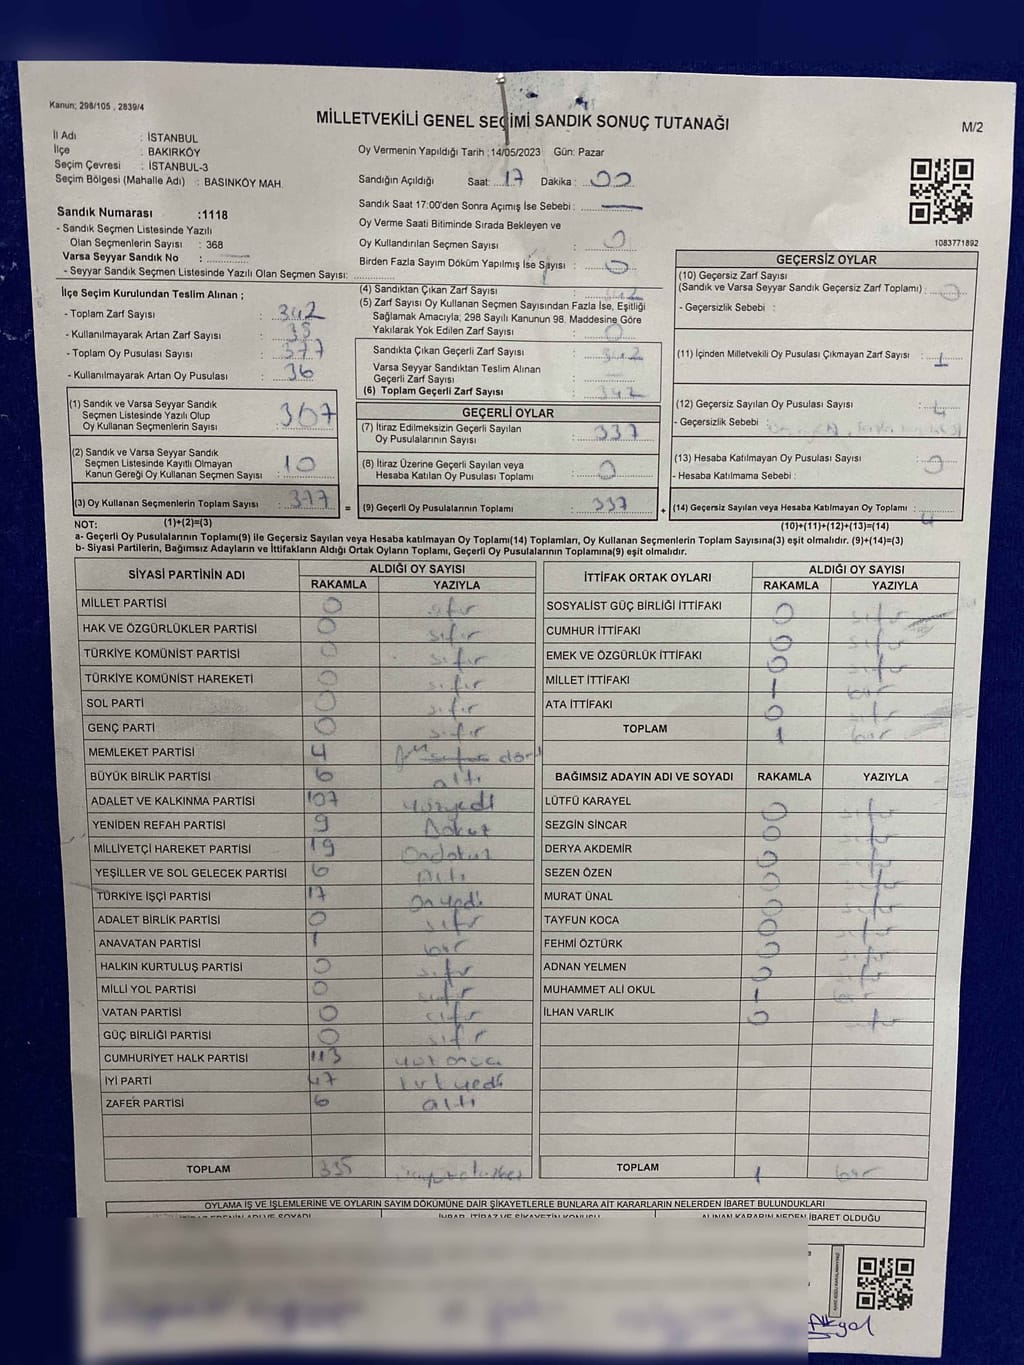 Kanun; 298/105 , 2839/4
MİLLETVEKİLİ GENEL SEÇİMİ SANDIK SONUÇ TUTANAĞI
M/2
İl Adı : İSTANBUL
İlçe : BAKIRKÖY
Seçim Çevresi : İSTANBUL-3
Seçim Bölgesi (Mahalle Adı) : BASINKÖY MAH.
Oy Vermenin Yapıldığı Tarih : 14/05/2023 Gün: Pazar
Sandığın Açıldığı Saat: 17 Dakika : 00
Sandık Saat 17:00'den Sonra Açımış İse Sebebi :
Oy Verme Saati Bitiminde Sırada Bekleyen ve
Oy Kullandırılan Seçmen Sayısı : 0
Birden Fazla Sayım Döküm Yapılmış İse Sayısı : 0
Sandık Numarası :1118
- Sandık Seçmen Listesinde Yazılı
Olan Seçmenlerin Sayısı : 368
Varsa Seyyar Sandık No :
- Seyyar Sandık Seçmen Listesinde Yazılı Olan Seçmen Sayısı:
1083771892
İlçe Seçim Kurulundan Teslim Alınan ;
- Toplam Zarf Sayısı : 342
- Kullanılmayarak Artan Zarf Sayısı : 35
- Toplam Oy Pusulası Sayısı : 377
- Kullanılmayarak Artan Oy Pusulası : 36
(4) Sandıktan Çıkan Zarf Sayısı : 342
(5) Zarf Sayısı Oy Kullanan Seçmen Sayısından Fazla İse, Eşitliği
Sağlamak Amacıyla; 298 Sayılı Kanunun 98. Maddesine Göre
Yakılarak Yok Edilen Zarf Sayısı : 0
Sandıkta Çıkan Geçerli Zarf Sayısı : 342
Varsa Seyyar Sandıktan Teslim Alınan
Geçerli Zarf Sayısı :
(6) Toplam Geçerli Zarf Sayısı : 342
GEÇERSİZ OYLAR
(10) Geçersiz Zarf Sayısı
(Sandık ve Varsa Seyyar Sandık Geçersiz Zarf Toplamı) : 0
- Geçersizlik Sebebi :
(11) İçinden Milletvekili Oy Pusulası Çıkmayan Zarf Sayısı : 1
(12) Geçersiz Sayılan Oy Pusulası Sayısı : 4
- Geçersizlik Sebebi :
(13) Hesaba Katılmayan Oy Pusulası Sayısı : 0
- Hesaba Katılmama Sebebi :
(14) Geçersiz Sayılan veya Hesaba Katılmayan Oy Toplamı : 4
(10)+(11)+(12)+(13)=(14)
(1) Sandık ve Varsa Seyyar Sandık
Seçmen Listesinde Yazılı Olup
Oy Kullanan Seçmenlerin Sayısı : 367
(2) Sandık ve Varsa Seyyar Sandık
Seçmen Listesinde Kayıtlı Olmayan
Kanun Gereği Oy Kullanan Seçmen Sayısı : 10
(3) Oy Kullanan Seçmenlerin Toplam Sayısı : 377
=
GEÇERLİ OYLAR
(7) İtiraz Edilmeksizin Geçerli Sayılan
Oy Pusulalarının Sayısı : 337
(8) İtiraz Üzerine Geçerli Sayılan veya
Hesaba Katılan Oy Pusulası Toplamı : 0
(9) Geçerli Oy Pusulalarının Toplamı : 337
+
NOT: (1)+(2)=(3)
a- Geçerli Oy Pusulalarının Toplamı(9) ile Geçersiz Sayılan veya Hesaba katılmayan Oy Toplamı(14) Toplamları, Oy Kullanan Seçmenlerin Toplam Sayısına(3) eşit olmalıdır. (9)+(14)=(3)
b- Siyasi Partilerin, Bağımsız Adayların ve İttifakların Aldığı Ortak Oyların Toplamı, Geçerli Oy Pusulalarının Toplamına(9) eşit olmalıdır.
SİYASİ PARTİNİN ADI ALDIĞI OY SAYISI
RAKAMLA YAZIYLA
MİLLET PARTİSİ 0 sıfır
HAK VE ÖZGÜRLÜKLER PARTİSİ 0 sıfır
TÜRKİYE KOMÜNİST PARTİSİ 0 sıfır
TÜRKİYE KOMÜNİST HAREKETİ 0 sıfır
SOL PARTİ 0 sıfır
GENÇ PARTİ 0 sıfır
MEMLEKET PARTİSİ 4 dört
BÜYÜK BİRLİK PARTİSİ 6 altı
ADALET VE KALKINMA PARTİSİ 107 yüzyedi
YENİDEN REFAH PARTİSİ 9 Dokuz
MİLLİYETÇİ HAREKET PARTİSİ 19 Ondokuz
YEŞİLLER VE SOL GELECEK PARTİSİ 6 Altı
TÜRKİYE İŞÇİ PARTİSİ 17 Onyedi
ADALET BİRLİK PARTİSİ 0 sıfır
ANAVATAN PARTİSİ 1 bir
HALKIN KURTULUŞ PARTİSİ 0 sıfır
MİLLİ YOL PARTİSİ 0 sıfır
VATAN PARTİSİ 0 sıfır
GÜÇ BİRLİĞİ PARTİSİ 0 sıfır
CUMHURİYET HALK PARTİSİ 113
İYİ PARTİ 47
ZAFER PARTİSİ 6 altı
TOPLAM 335
İTTİFAK ORTAK OYLARI ALDIĞI OY SAYISI
RAKAMLA YAZIYLA
SOSYALİST GÜÇ BİRLİĞİ İTTİFAKI 0 sıfır
CUMHUR İTTİFAKI 0 sıfır
EMEK VE ÖZGÜRLÜK İTTİFAKI 0 sıfır
MİLLET İTTİFAKI 1 bir
ATA İTTİFAKI 0 sıfır
TOPLAM 1 bir
BAĞIMSIZ ADAYIN ADI VE SOYADI RAKAMLA YAZIYLA
LÜTFÜ KARAYEL 0 sıfır
SEZGİN SİNCAR 0 sıfır
DERYA AKDEMİR 0 sıfır
SEZEN ÖZEN 0 sıfır
MURAT ÜNAL 0 sıfır
TAYFUN KOCA 0 sıfır
FEHMİ ÖZTÜRK 0 sıfır
ADNAN YELMEN 0 sıfır
MUHAMMET ALİ OKUL 1 bir
İLHAN VARLIK 0 sıfır
TOPLAM 1 bir
OYLAMA İŞ VE İŞLEMLERİNE VE OYLARIN SAYIM DÖKÜMÜNE DAİR ŞİKAYETLERLE BUNLARA AİT KARARLARIN NELERDEN İBARET BULUNDUKLARI
İHBAR, İTİRAZ VE ŞİKAYETİN KONUSU ALINAN KARARIN NEDEN İBARET OLDUĞU
Akgol